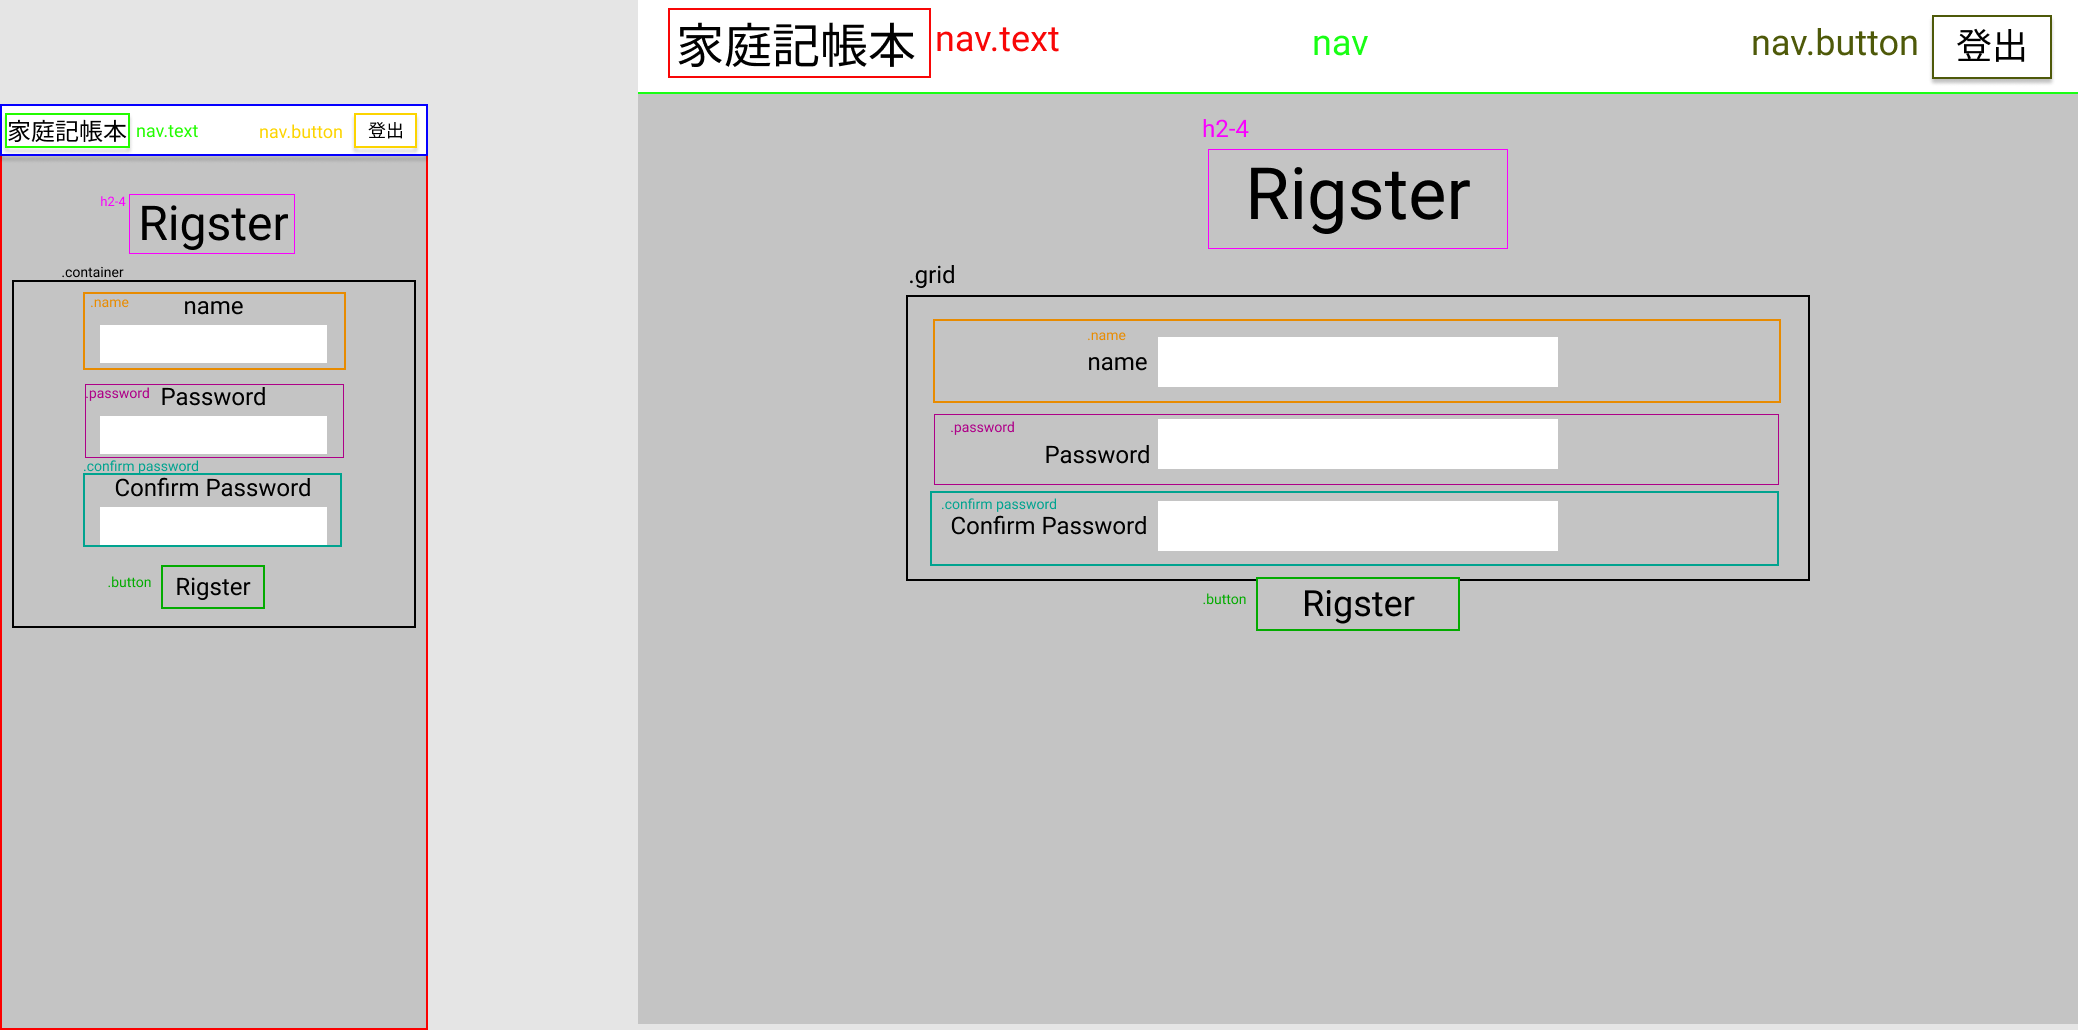 家庭記帳本 nav.text nav.button 登出
h2-4
Rigster
.container
.name name
.password Password
.confirm password
Confirm Password
.button Rigster
家庭記帳本 nav.text nav nav.button 登出
h2-4
Rigster
.grid
.name
name
.password
Password
.confirm password
Confirm Password
.button Rigster